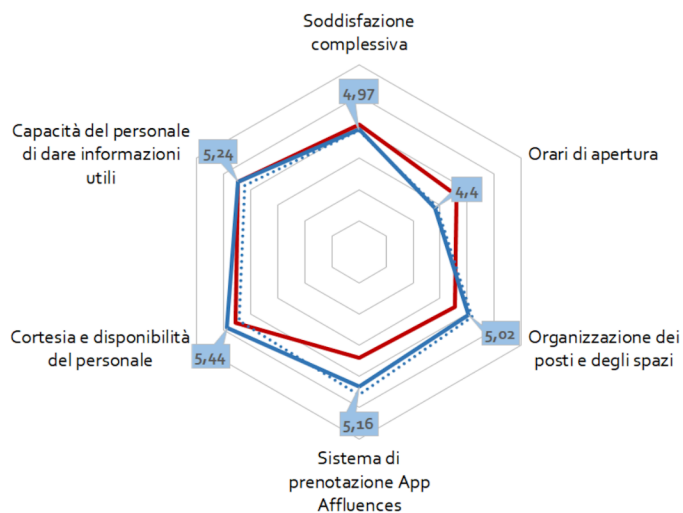 Soddisfazione
complessiva
4,97
Capacità del personale
di dare informazioni
utili
5,24
Orari di apertura
4,4
Cortesia e disponibilità
del personale
5,44
5,02
Organizzazione dei
posti e degli spazi
5,16
Sistema di
prenotazione App
Affluences